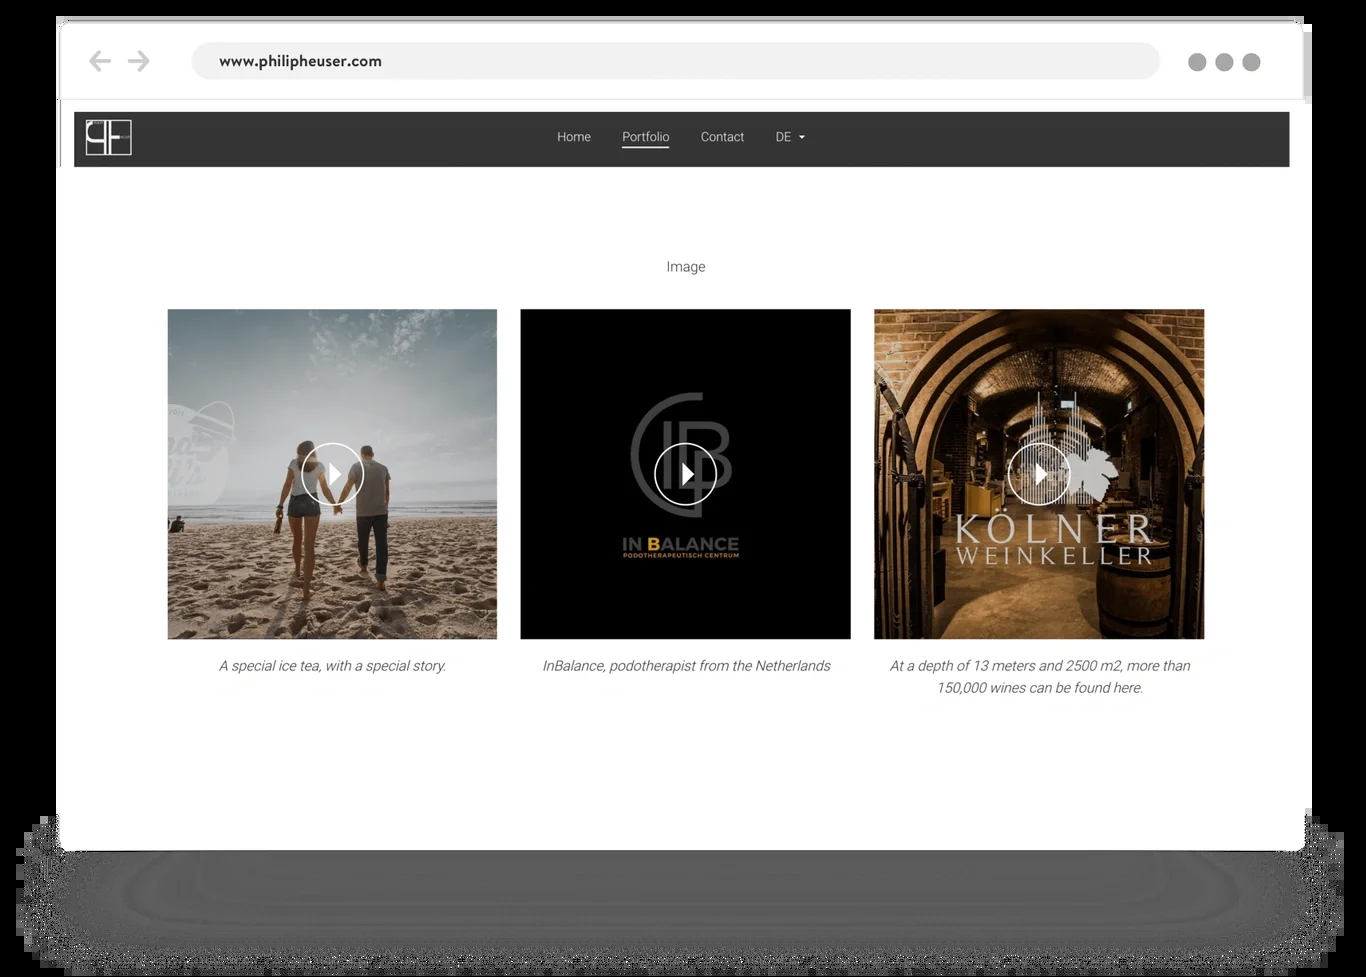 www.philipheuser.com
Home Portfolio Contact DE
Image
IN BALANCE
PODOTHERAPEUTISCH CENTRUM
KÖLNER
WEINKELLER
A special ice tea, with a special story.
InBalance, podotherapist from the Netherlands
At a depth of 13 meters and 2500 m2, more than
150,000 wines can be found here.